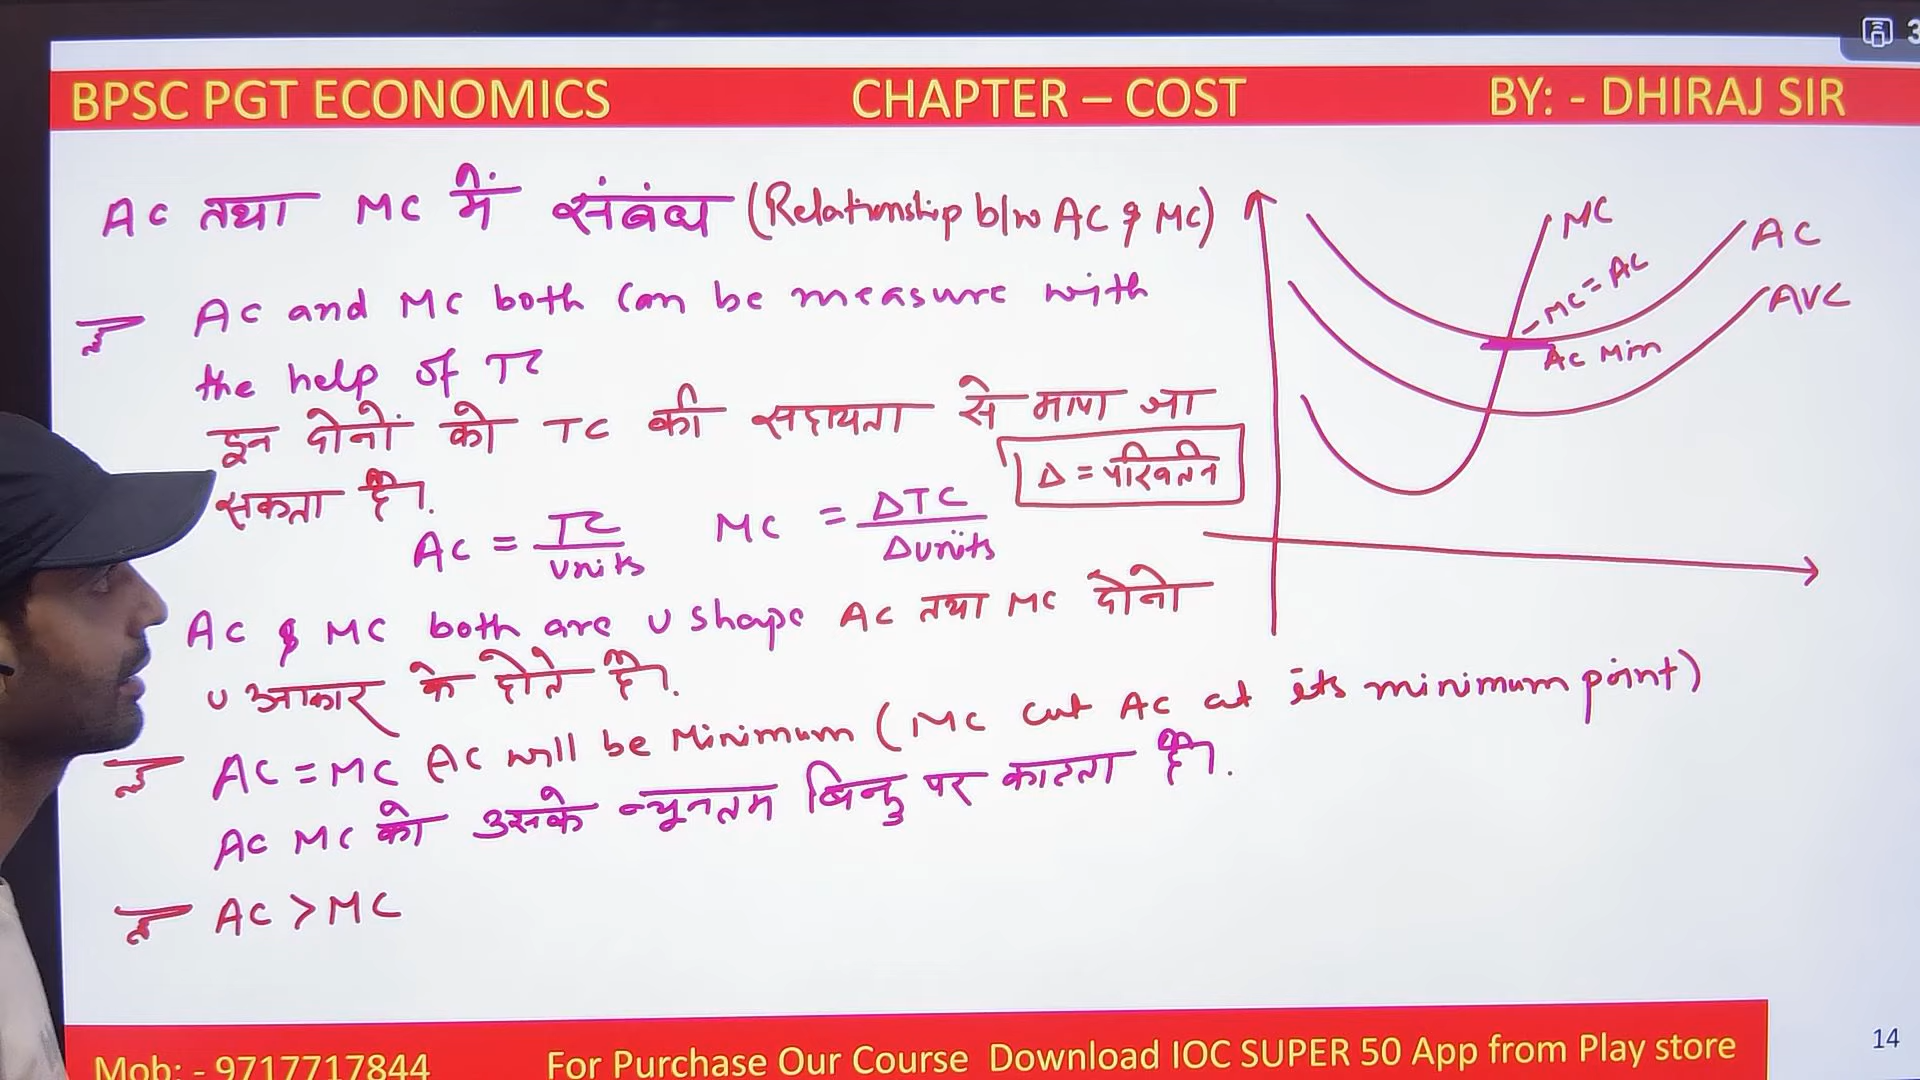 3
BPSC PGT ECONOMICS CHAPTER – COST BY: - DHIRAJ SIR
AC तथा MC में संबंध (Relationship b/w AC & MC)
AC and MC both can be measure with
the help of TC
इन दोनों को TC की सहायता से मापा जा
सकता है।
Δ = परिवर्तन
AC = TC/units MC = ΔTC/Δunits
AC & MC both are U shape AC तथा MC दोनो
U आकार के होते है।
AC = MC AC will be Minimum (MC cut AC at its minimum point)
AC MC को उसके न्यूनतम बिन्दु पर काटता है।
AC > MC
MC
AC
MC = AC
AVC
AC Min
14
Mob: - 9717717844 For Purchase Our Course Download IOC SUPER 50 App from Play store